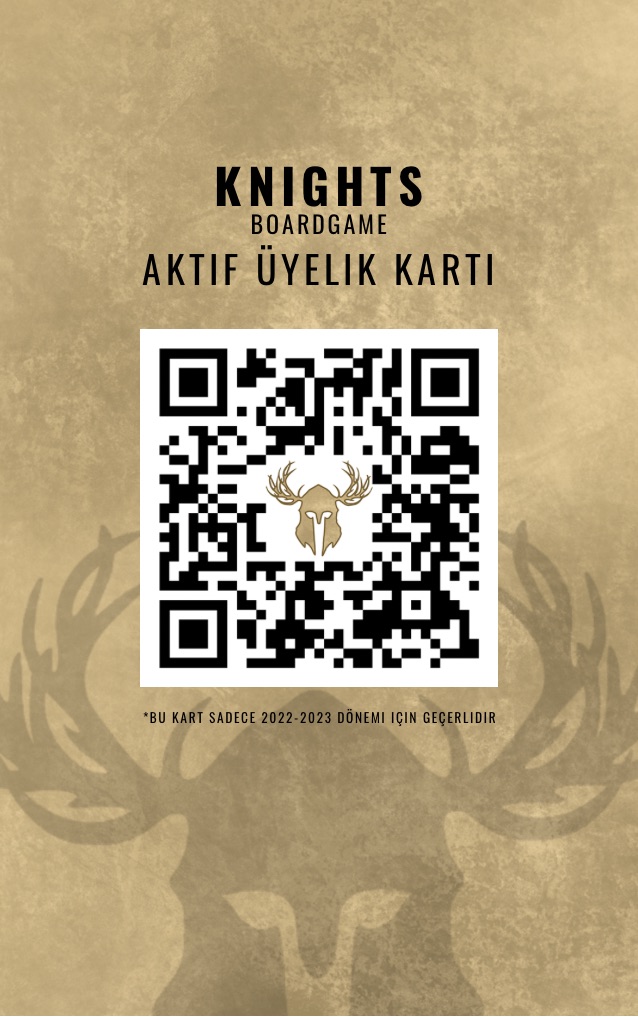 KNIGHTS
BOARDGAME
AKTIF ÜYELIK KARTI
*BU KART SADECE 2022-2023 DÖNEMI IÇIN GEÇERLIDIR